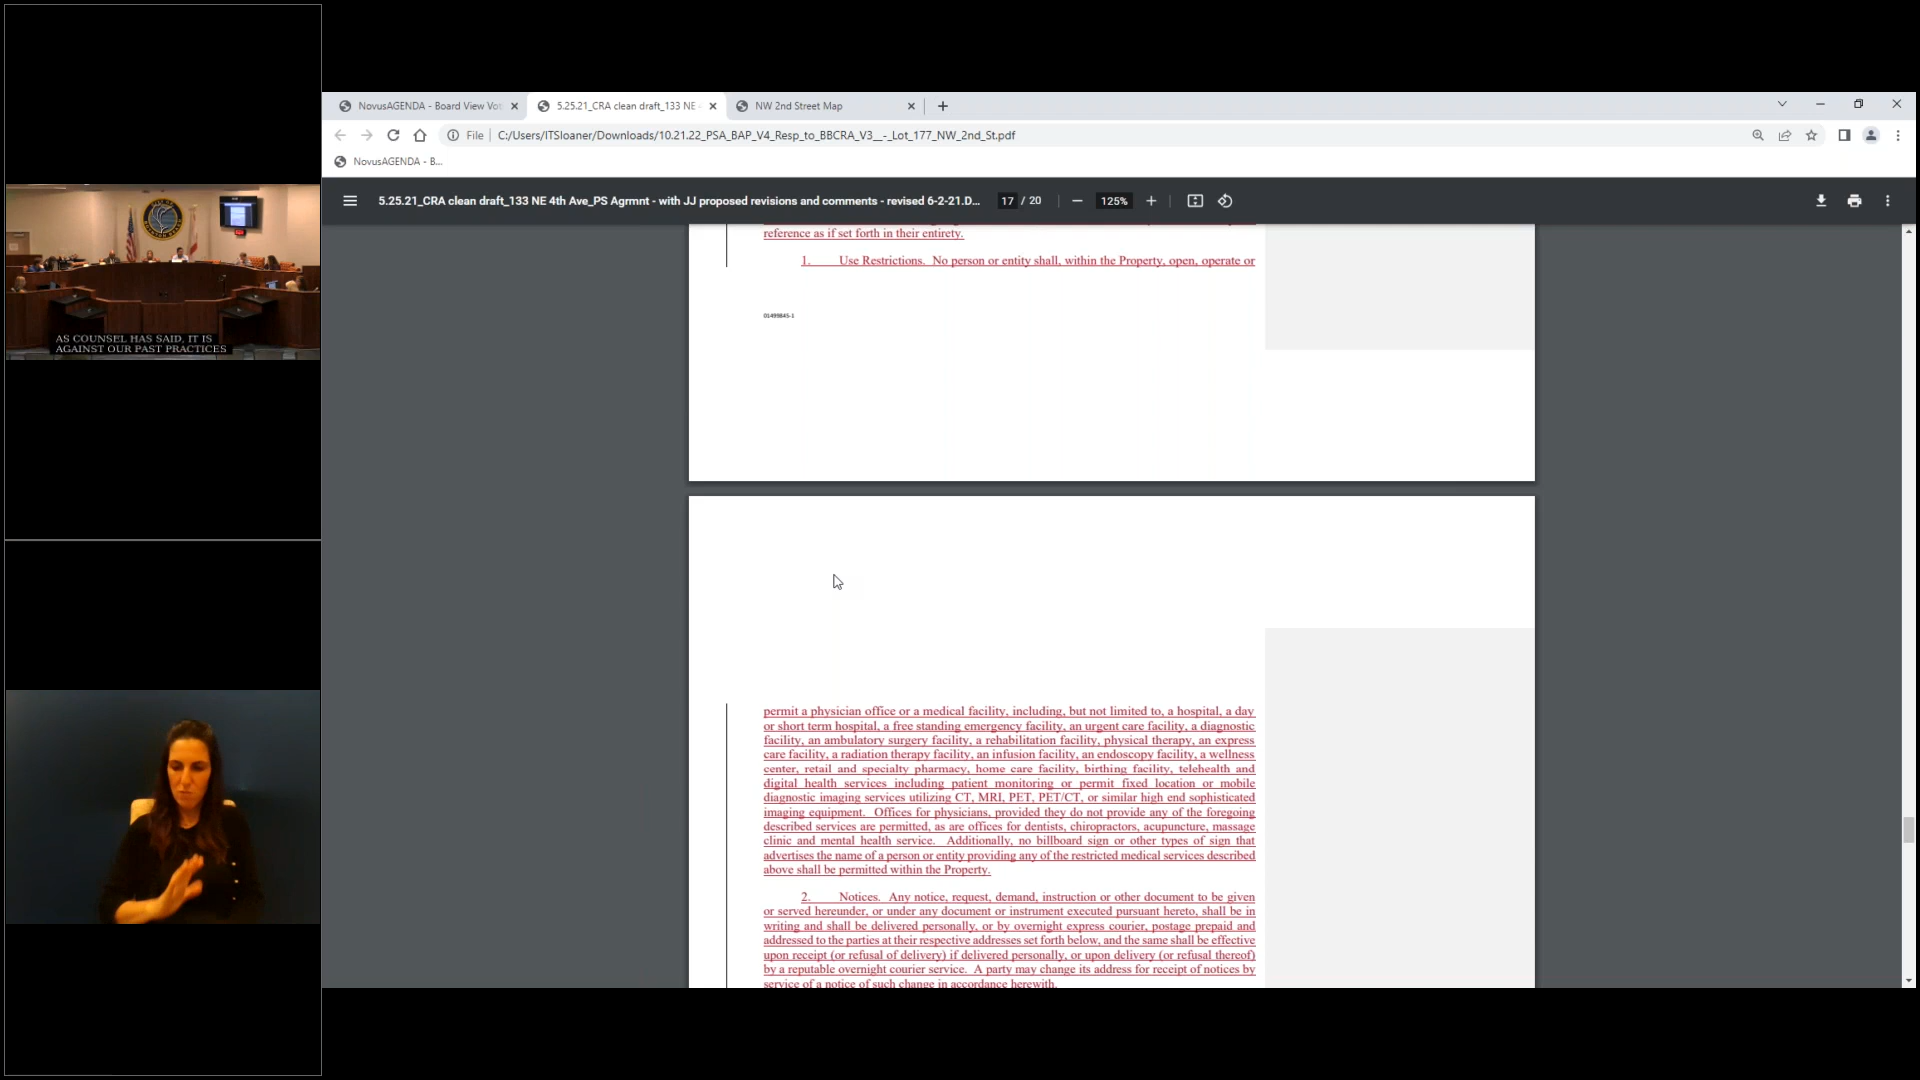 AS COUNSEL HAS SAID, IT IS
AGAINST OUR PAST PRACTICES
NovusAGENDA - Board View Vot
5.25.21_CRA clean draft_133 NE
NW 2nd Street Map
File
C:/Users/ITSloaner/Downloads/10.21.22_PSA_BAP_V4_Resp_to_BBCRA_V3__-_Lot_177_NW_2nd_St.pdf
NovusAGENDA - B...
5.25.21_CRA clean draft_133 NE 4th Ave_PS Agrmnt - with JJ proposed revisions and comments - revised 6-2-21.D...
17 / 20
125%
reference as if set forth in their entirety.
1. Use Restrictions. No person or entity shall, within the Property, open, operate or
01499845-1
permit a physician office or a medical facility, including, but not limited to, a hospital, a day
or short term hospital, a free standing emergency facility, an urgent care facility, a diagnostic
facility, an ambulatory surgery facility, a rehabilitation facility, physical therapy, an express
care facility, a radiation therapy facility, an infusion facility, an endoscopy facility, a wellness
center, retail and specialty pharmacy, home care facility, birthing facility, telehealth and
digital health services including patient monitoring or permit fixed location or mobile
diagnostic imaging services utilizing CT, MRI, PET, PET/CT, or similar high end sophisticated
imaging equipment. Offices for physicians, provided they do not provide any of the foregoing
described services are permitted, as are offices for dentists, chiropractors, acupuncture, massage
clinic and mental health service. Additionally, no billboard sign or other types of sign that
advertises the name of a person or entity providing any of the restricted medical services described
above shall be permitted within the Property.
2. Notices. Any notice, request, demand, instruction or other document to be given
or served hereunder, or under any document or instrument executed pursuant hereto, shall be in
writing and shall be delivered personally, or by overnight express courier, postage prepaid and
addressed to the parties at their respective addresses set forth below, and the same shall be effective
upon receipt (or refusal of delivery) if delivered personally, or upon delivery (or refusal thereof)
by a reputable overnight courier service. A party may change its address for receipt of notices by
service of a notice of such change in accordance herewith.